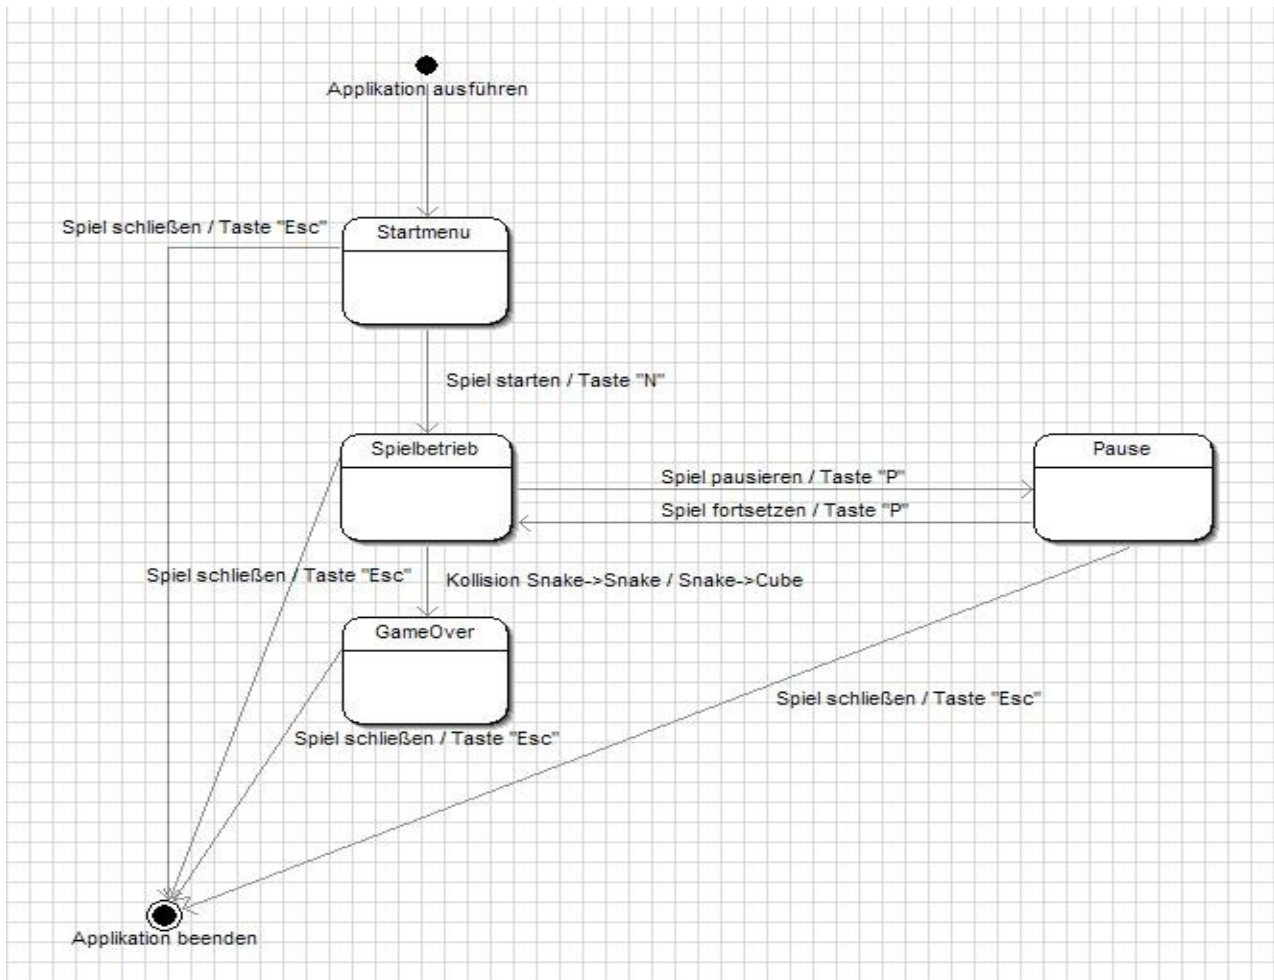 Applikation ausführen
Spiel schließen / Taste "Esc"
Startmenu
Spiel starten / Taste "N"
Spielbetrieb
Pause
Spiel pausieren / Taste "P"
Spiel fortsetzen / Taste "P"
Spiel schließen / Taste "Esc"
Kollision Snake->Snake / Snake->Cube
GameOver
Spiel schließen / Taste "Esc"
Spiel schließen / Taste "Esc"
Applikation beenden